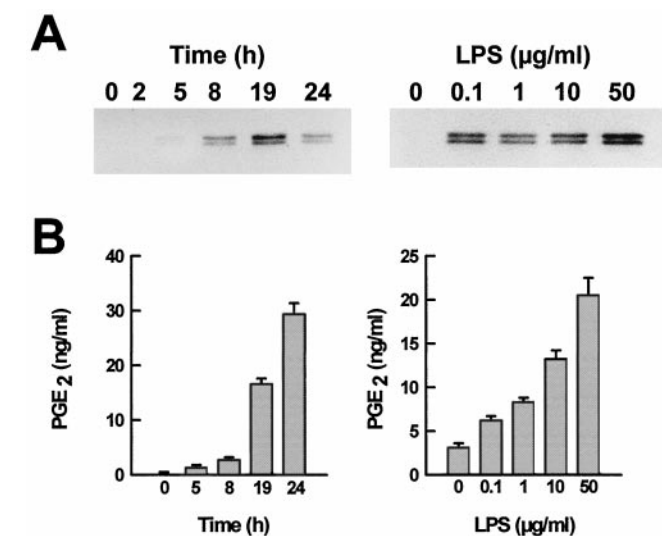 A
Time (h) LPS (µg/ml)
0 2 5 8 19 24 0 0.1 1 10 50
B
40
30
20
10
0
PGE2 (ng/ml)
0 5 8 19 24
Time (h)
25
20
15
10
5
0
PGE2 (ng/ml)
0 0.1 1 10 50
LPS (µg/ml)